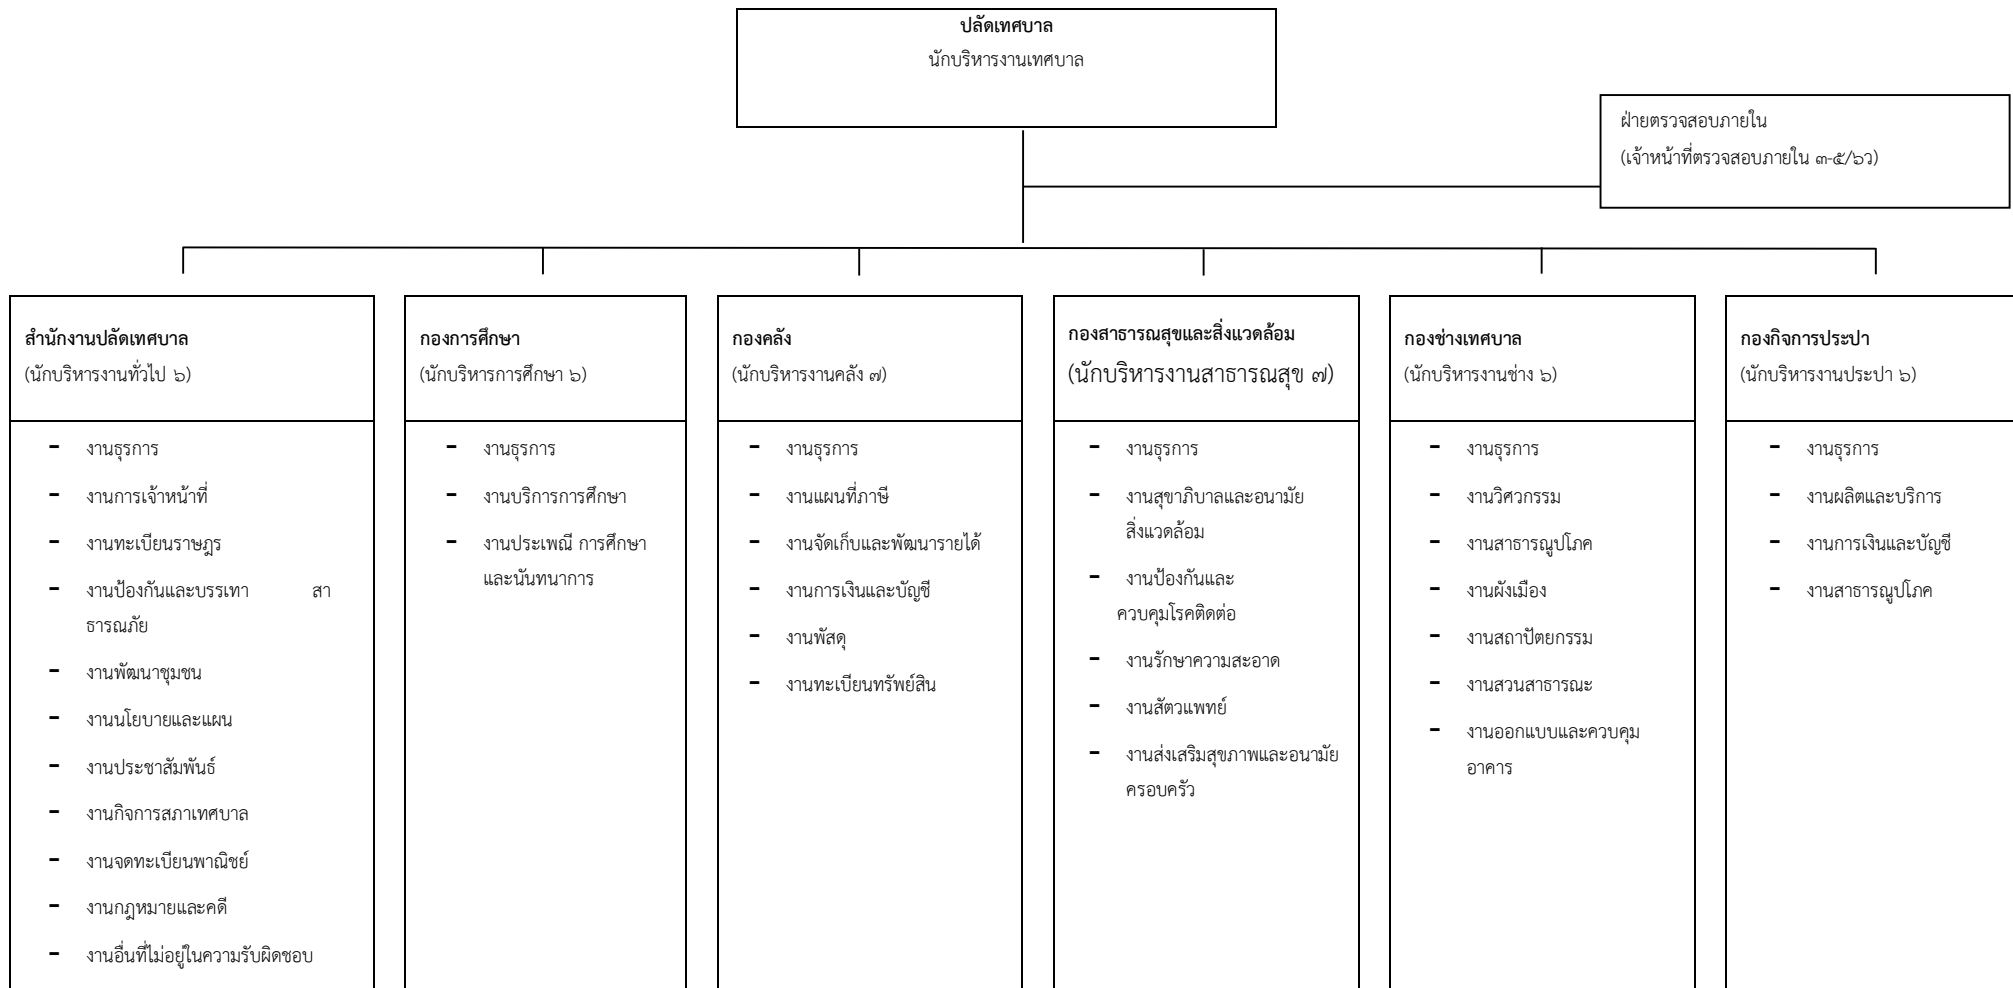 ปลัดเทศบาล
นักบริหารงานเทศบาล
ฝ่ายตรวจสอบภายใน
(เจ้าหน้าที่ตรวจสอบภายใน ๓-๕/๖ว)
สำนักงานปลัดเทศบาล
(นักบริหารงานทั่วไป ๖)
- งานธุรการ
- งานการเจ้าหน้าที่
- งานทะเบียนราษฎร
- งานป้องกันและบรรเทา สา
ธารณภัย
- งานพัฒนาชุมชน
- งานนโยบายและแผน
- งานประชาสัมพันธ์
- งานกิจการสภาเทศบาล
- งานจดทะเบียนพาณิชย์
- งานกฎหมายและคดี
- งานอื่นที่ไม่อยู่ในความรับผิดชอบ
กองการศึกษา
(นักบริหารการศึกษา ๖)
- งานธุรการ
- งานบริการการศึกษา
- งานประเพณี การศึกษา
และนันทนาการ
กองคลัง
(นักบริหารงานคลัง ๗)
- งานธุรการ
- งานแผนที่ภาษี
- งานจัดเก็บและพัฒนารายได้
- งานการเงินและบัญชี
- งานพัสดุ
- งานทะเบียนทรัพย์สิน
กองสาธารณสุขและสิ่งแวดล้อม
(นักบริหารงานสาธารณสุข ๗)
- งานธุรการ
- งานสุขาภิบาลและอนามัย
สิ่งแวดล้อม
- งานป้องกันและ
ควบคุมโรคติดต่อ
- งานรักษาความสะอาด
- งานสัตวแพทย์
- งานส่งเสริมสุขภาพและอนามัย
ครอบครัว
กองช่างเทศบาล
(นักบริหารงานช่าง ๖)
- งานธุรการ
- งานวิศวกรรม
- งานสาธารณูปโภค
- งานผังเมือง
- งานสถาปัตยกรรม
- งานสวนสาธารณะ
- งานออกแบบและควบคุม
อาคาร
กองกิจการประปา
(นักบริหารงานประปา ๖)
- งานธุรการ
- งานผลิตและบริการ
- งานการเงินและบัญชี
- งานสาธารณูปโภค